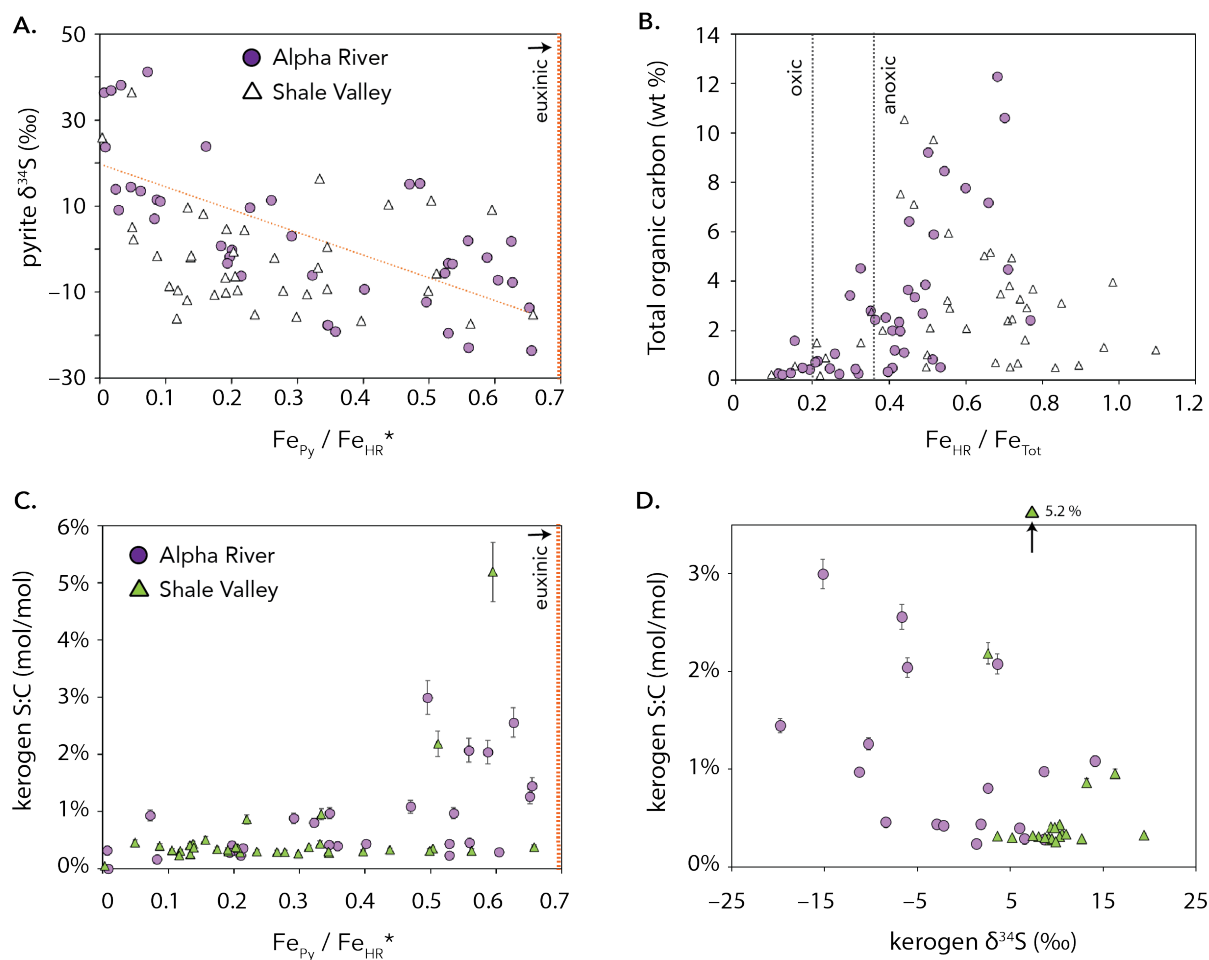 A.
50
30
10
−10
−30
pyrite δ³⁴S (‰)
Alpha River
Shale Valley
euxinic
0 0.1 0.2 0.3 0.4 0.5 0.6 0.7
Fe_Py / Fe_HR*
B.
14
12
10
8
6
4
2
0
Total organic carbon (wt %)
oxic
anoxic
0 0.2 0.4 0.6 0.8 1.0 1.2
Fe_HR / Fe_Tot
C.
6%
5%
4%
3%
2%
1%
0%
kerogen S:C (mol/mol)
Alpha River
Shale Valley
euxinic
0 0.1 0.2 0.3 0.4 0.5 0.6 0.7
Fe_Py / Fe_HR*
D.
5.2 %
3%
2%
1%
0%
kerogen S:C (mol/mol)
−25 −15 −5 5 15 25
kerogen δ³⁴S (‰)